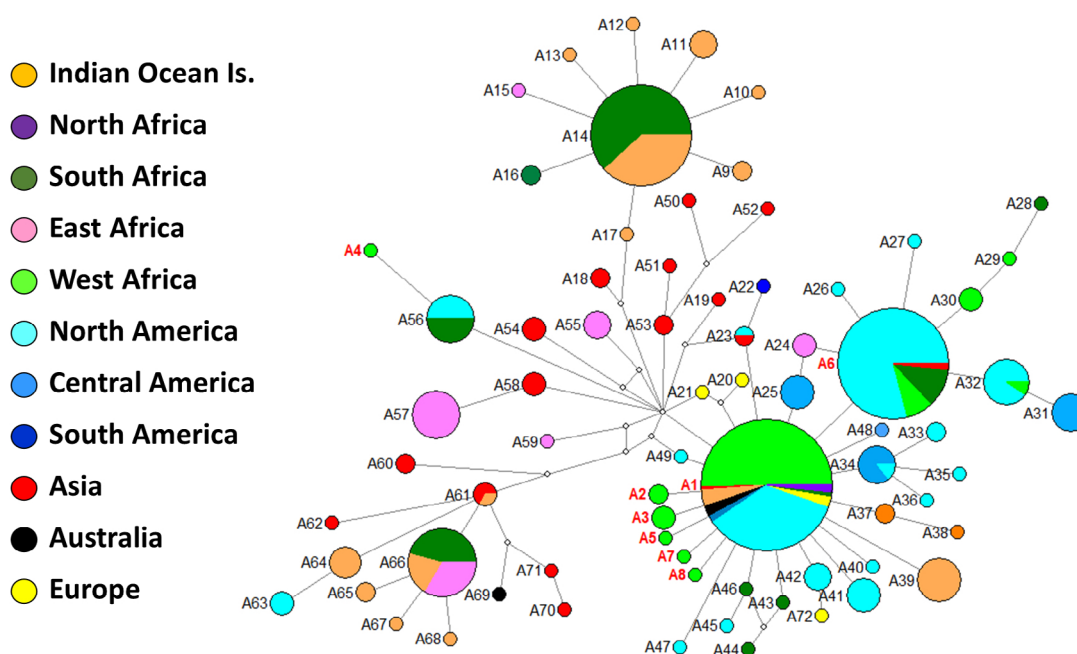 Indian Ocean Is.
North Africa
South Africa
East Africa
West Africa
North America
Central America
South America
Asia
Australia
Europe
A12
A11
A13
A15
A10
A14
A16
A9
A50
A52
A28
A17
A27
A4
A51
A29
A18
A22
A26
A19
A30
A56
A54
A55
A53
A23
A24
A6
A58
A20
A21
A25
A32
A31
A57
A48
A33
A59
A49
A34
A60
A1
A35
A61
A2
A36
A3
A37
A62
A5
A38
A64
A66
A7
A71
A8
A40
A39
A65
A69
A46
A42
A63
A43
A41
A70
A67
A45
A72
A68
A47
A44